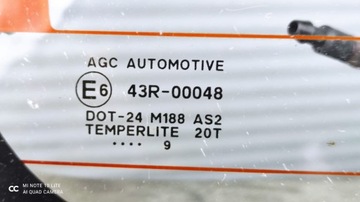 AGC AUTOMOTIVE
E6 43R-00048
DOT-24 M188 AS2
TEMPERLITE 20T
•••• 9
MI NOTE 10 LITE
AI QUAD CAMERA